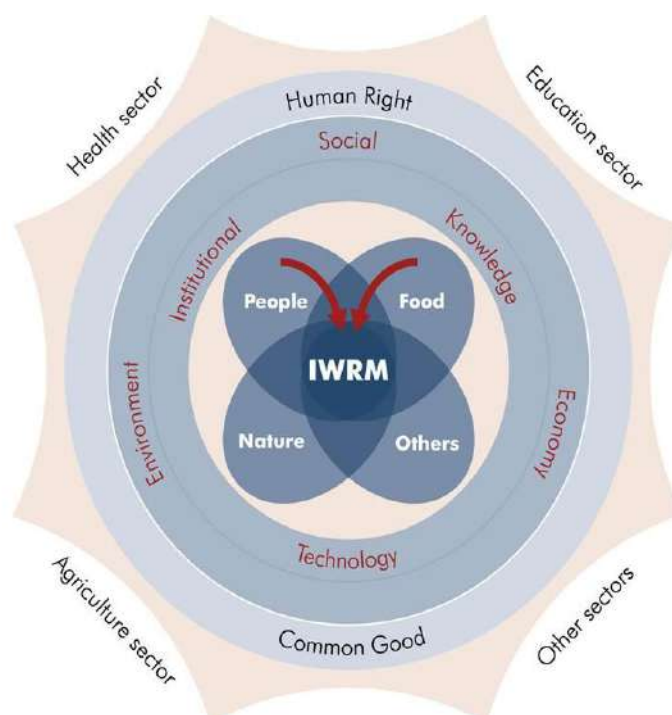 Health sector
Education sector
Human Right
Social
Institutional
Knowledge
People
Food
IWRM
Nature
Others
Environment
Economy
Technology
Common Good
Agriculture sector
Other sectors